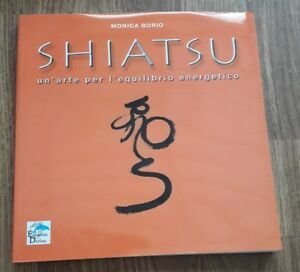 MONICA BORIO
SHIATSU
un'arte per l'equilibrio energetico